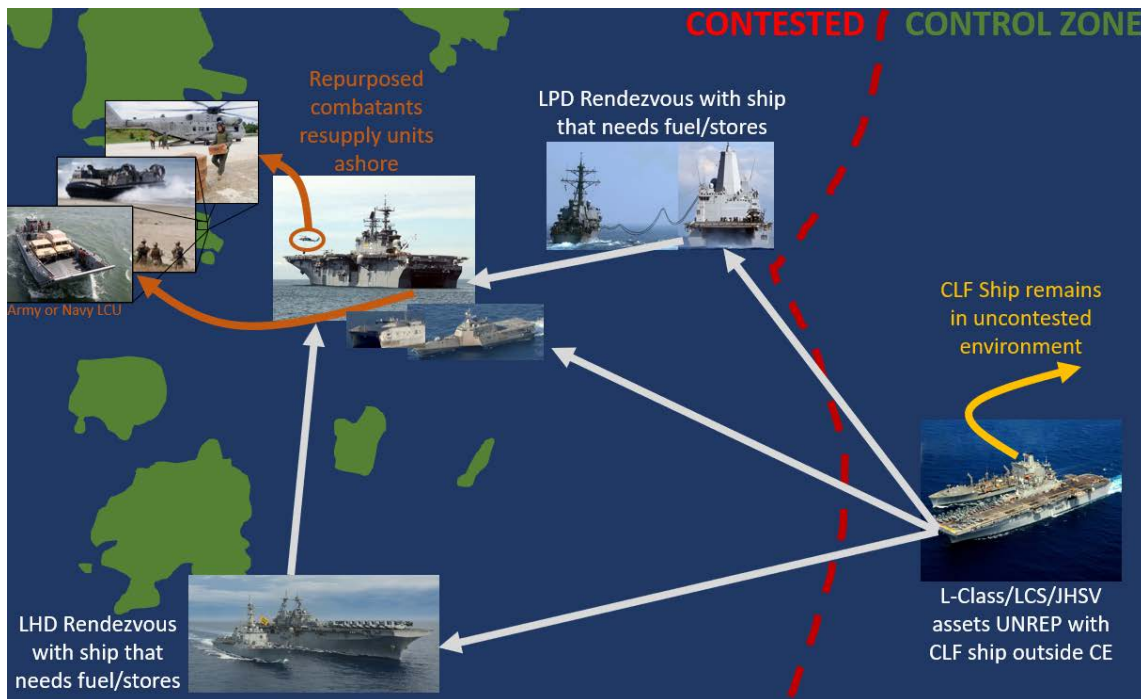 CONTESTED
CONTROL ZONE
Repurposed
combatants
resupply units
ashore
LPD Rendezvous with ship
that needs fuel/stores
Army or Navy LCU
CLF Ship remains
in uncontested
environment
LHD Rendezvous
with ship that
needs fuel/stores
L-Class/LCS/JHSV
assets UNREP with
CLF ship outside CE